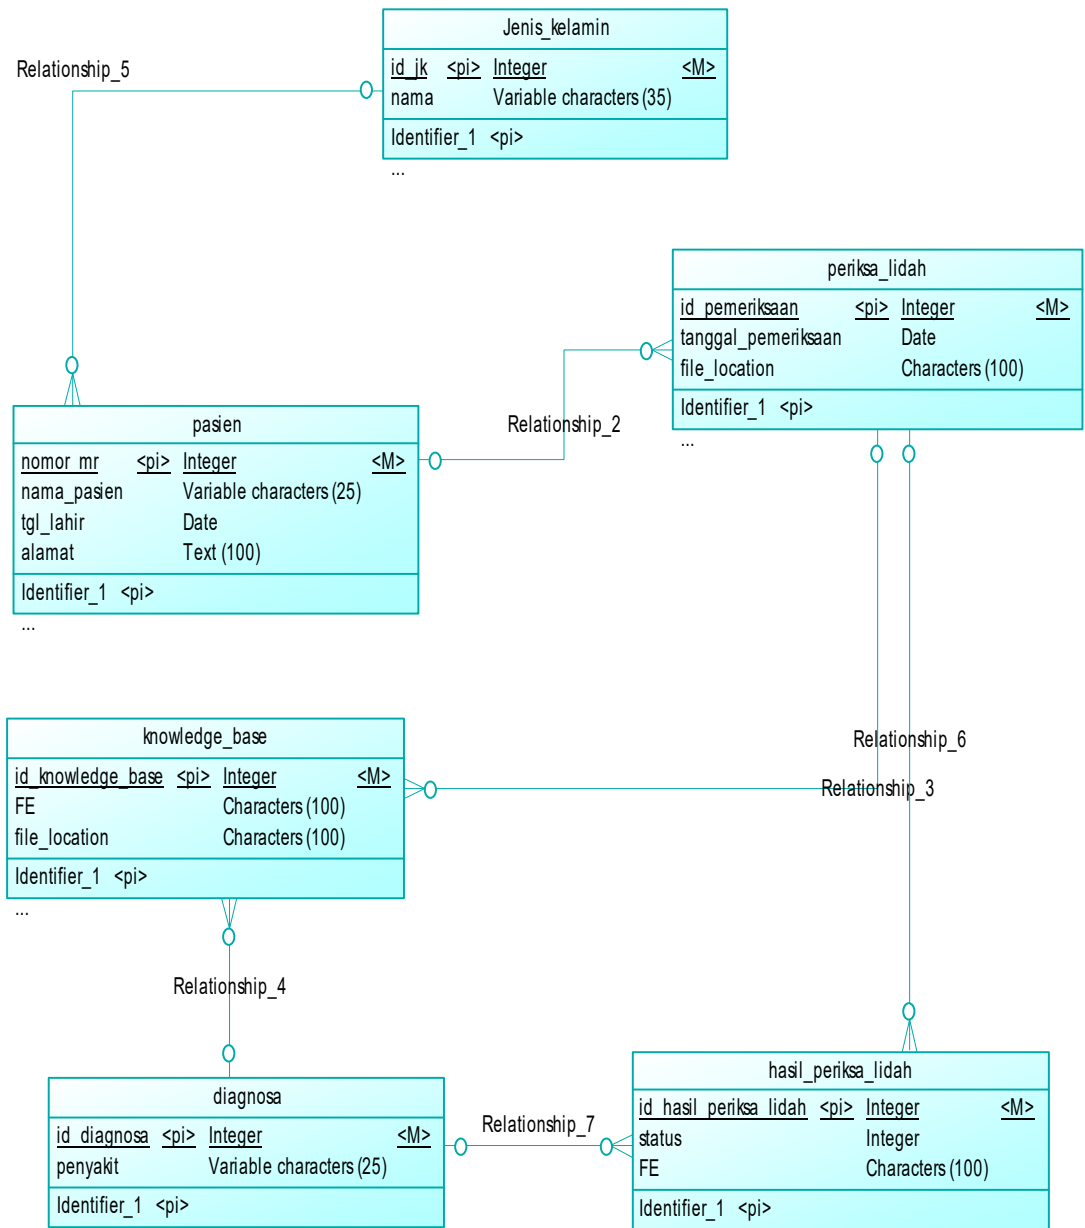 Jenis_kelamin
id_jk <pi> Integer <M>
nama Variable characters (35)
Identifier_1 <pi>
...
Relationship_5
periksa_lidah
id_pemeriksaan <pi> Integer <M>
tanggal_pemeriksaan Date
file_location Characters (100)
Identifier_1 <pi>
...
Relationship_2
pasien
nomor_mr <pi> Integer <M>
nama_pasien Variable characters (25)
tgl_lahir Date
alamat Text (100)
Identifier_1 <pi>
...
Relationship_6
Relationship_3
knowledge_base
id_knowledge_base <pi> Integer <M>
FE Characters (100)
file_location Characters (100)
Identifier_1 <pi>
...
Relationship_4
diagnosa
id_diagnosa <pi> Integer <M>
penyakit Variable characters (25)
Identifier_1 <pi>
Relationship_7
hasil_periksa_lidah
id_hasil_periksa_lidah <pi> Integer <M>
status Integer
FE Characters (100)
Identifier_1 <pi>